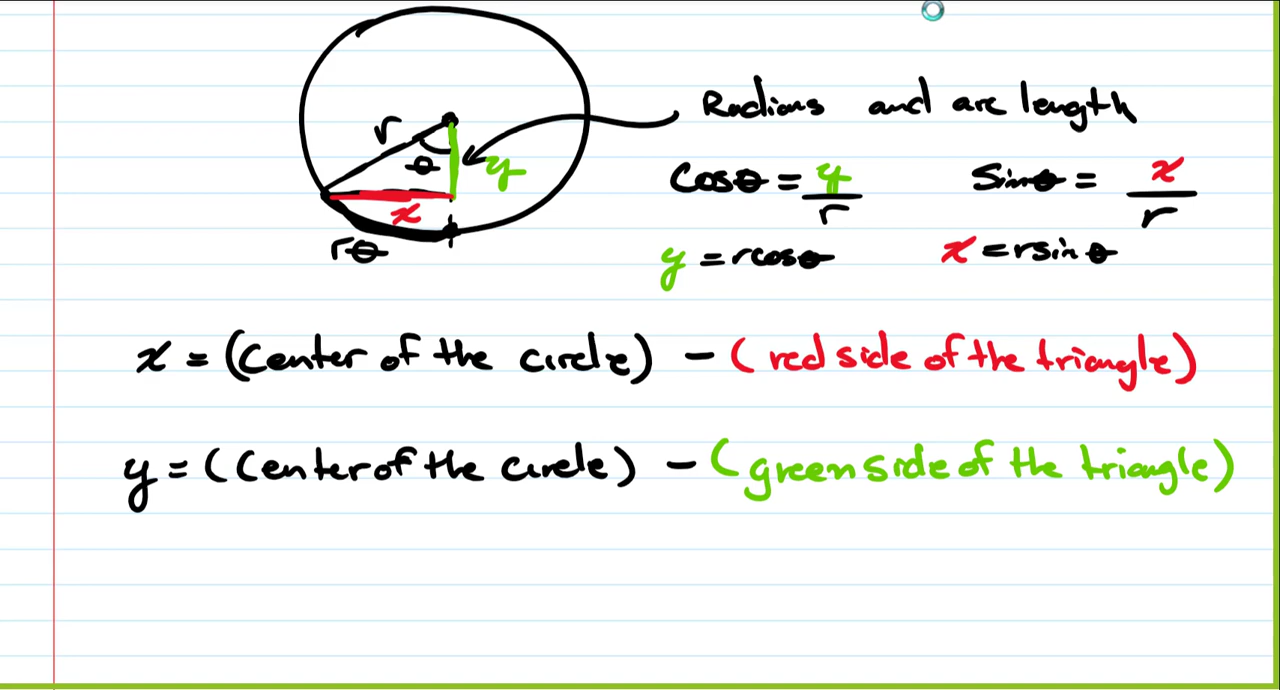 r
θ
y
x
rθ
Radians and arc length
cosθ = y/r sinθ = x/r
y = rcosθ x = rsinθ
x = (center of the circle) - (red side of the triangle)
y = (center of the circle) - (green side of the triangle)